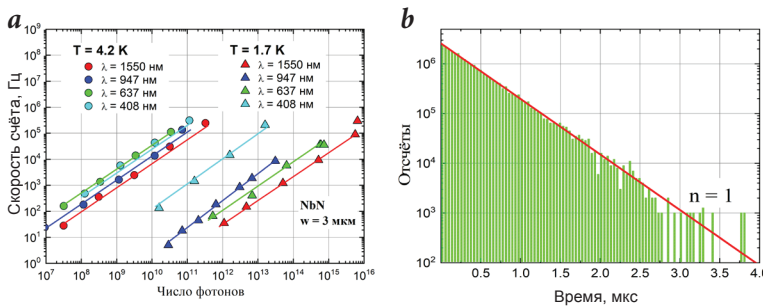 a
T = 4.2 K
λ = 1550 нм
λ = 947 нм
λ = 637 нм
λ = 408 нм
T = 1.7 K
λ = 1550 нм
λ = 947 нм
λ = 637 нм
λ = 408 нм
NbN
w = 3 мкм
Скорость счёта, Гц
10⁹
10⁸
10⁷
10⁶
10⁵
10⁴
10³
10²
10¹
10⁰
10⁷ 10⁸ 10⁹ 10¹⁰ 10¹¹ 10¹² 10¹³ 10¹⁴ 10¹⁵ 10¹⁶
Число фотонов
b
Отсчёты
10⁶
10⁵
10⁴
10³
10²
n = 1
0.5 1.0 1.5 2.0 2.5 3.0 3.5 4.0
Время, мкс